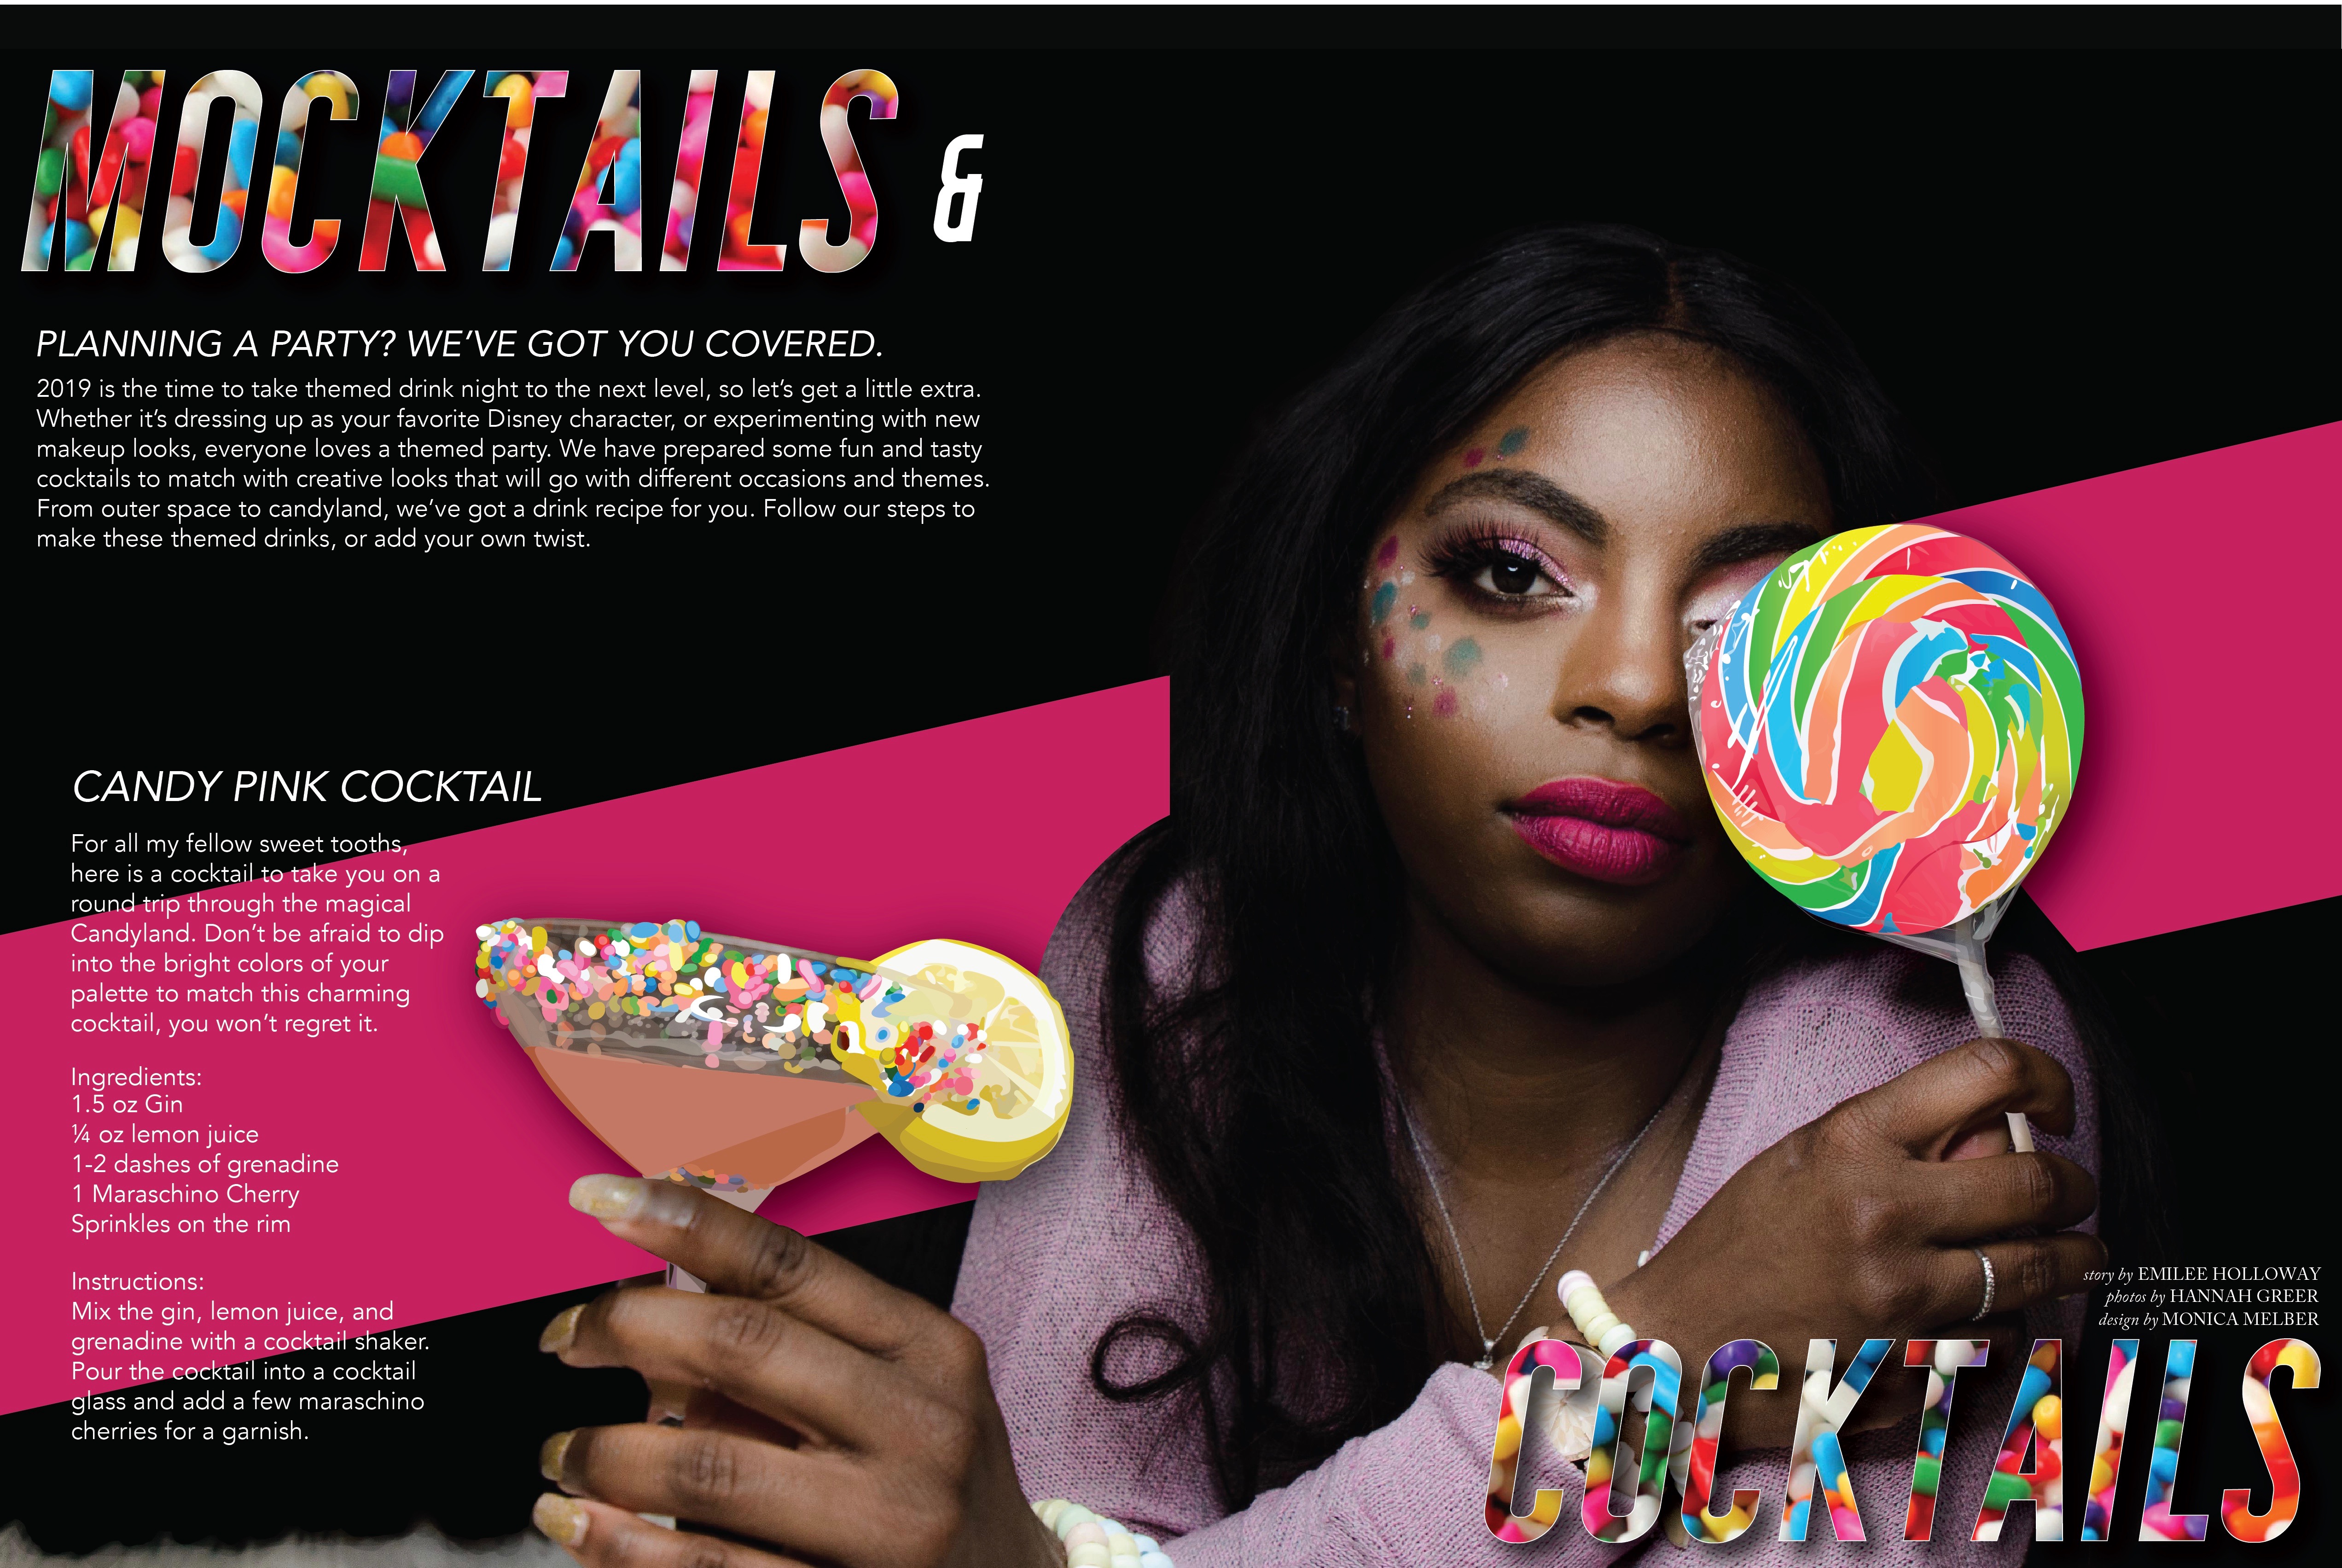 MOCKTAILS &
PLANNING A PARTY? WE'VE GOT YOU COVERED.
2019 is the time to take themed drink night to the next level, so let's get a little extra.
Whether it's dressing up as your favorite Disney character, or experimenting with new
makeup looks, everyone loves a themed party. We have prepared some fun and tasty
cocktails to match with creative looks that will go with different occasions and themes.
From outer space to candyland, we've got a drink recipe for you. Follow our steps to
make these themed drinks, or add your own twist.
CANDY PINK COCKTAIL
For all my fellow sweet tooths,
here is a cocktail to take you on a
round trip through the magical
Candyland. Don't be afraid to dip
into the bright colors of your
palette to match this charming
cocktail, you won't regret it.
Ingredients:
1.5 oz Gin
¼ oz lemon juice
1-2 dashes of grenadine
1 Maraschino Cherry
Sprinkles on the rim
Instructions:
Mix the gin, lemon juice, and
grenadine with a cocktail shaker.
Pour the cocktail into a cocktail
glass and add a few maraschino
cherries for a garnish.
story by EMILEE HOLLOWAY
photos by HANNAH GREER
design by MONICA MELBER
COCKTAILS